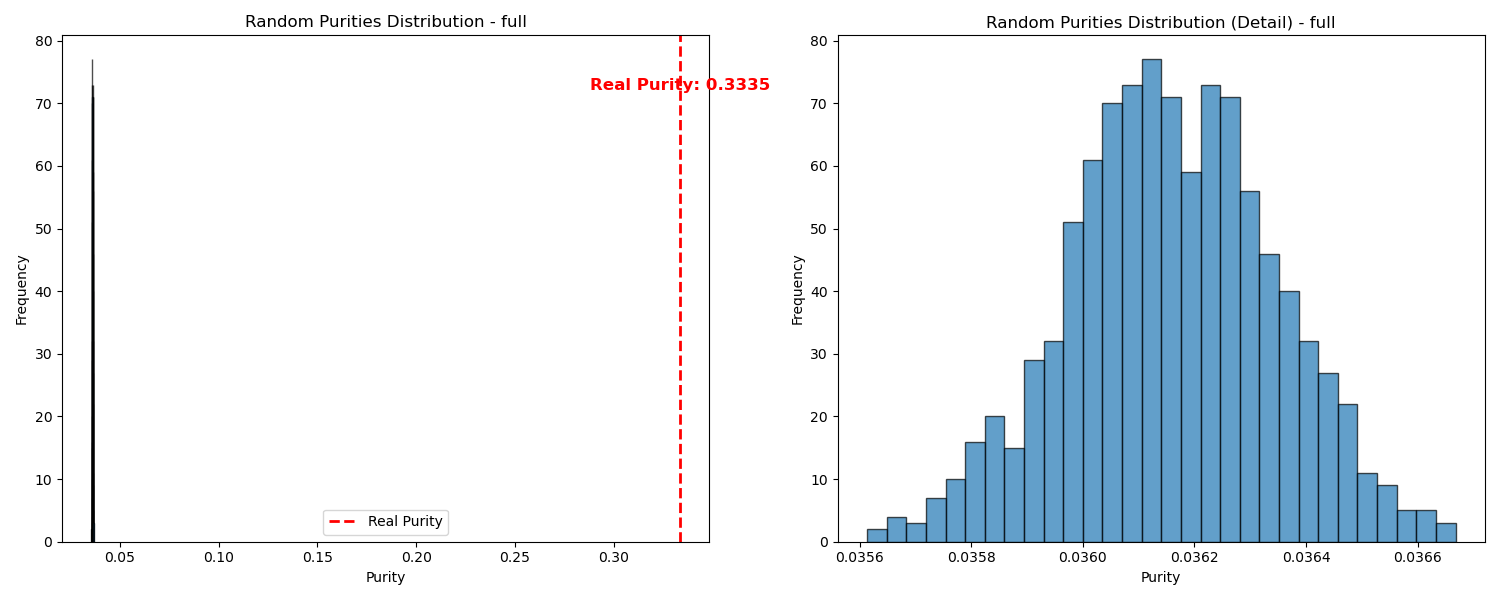 Random Purities Distribution - full
80
70
60
50
40
30
20
10
0
Frequency
Real Purity: 0.3335
Real Purity
0.05 0.10 0.15 0.20 0.25 0.30
Purity
Random Purities Distribution (Detail) - full
80
70
60
50
40
30
20
10
0
Frequency
0.0356 0.0358 0.0360 0.0362 0.0364 0.0366
Purity